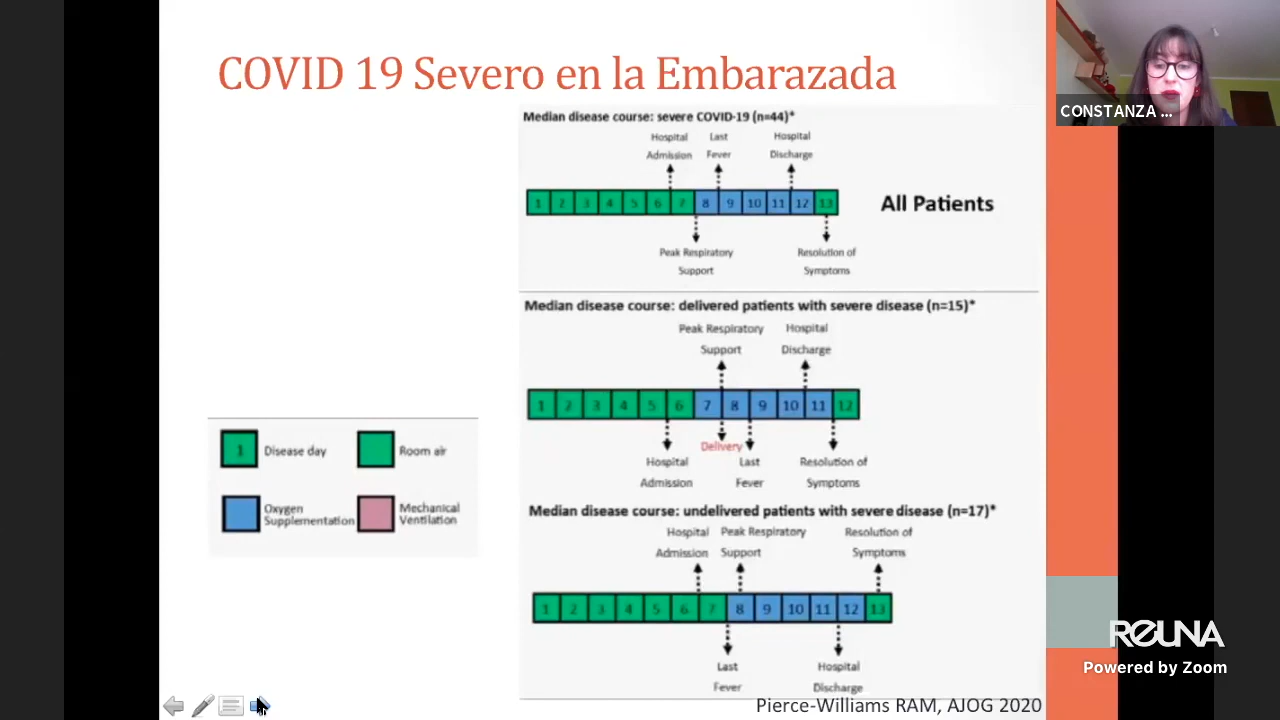 COVID 19 Severo en la Embarazada
CONSTANZA ...
Median disease course: severe COVID-19 (n=44)*
Hospital Admission
Last Fever
Hospital Discharge
1 2 3 4 5 6 7 8 9 10 11 12 13
All Patients
Peak Respiratory Support
Resolution of Symptoms
Median disease course: delivered patients with severe disease (n=15)*
Peak Respiratory Support
Hospital Discharge
1 2 3 4 5 6 7 8 9 10 11 12
Delivery
Hospital Admission
Last Fever
Resolution of Symptoms
1 Disease day
Room air
Oxygen Supplementation
Mechanical Ventilation
Median disease course: undelivered patients with severe disease (n=17)*
Hospital Admission
Peak Respiratory Support
Resolution of Symptoms
1 2 3 4 5 6 7 8 9 10 11 12 13
Last Fever
Hospital Discharge
Pierce-Williams RAM, AJOG 2020
REUNA
Powered by Zoom